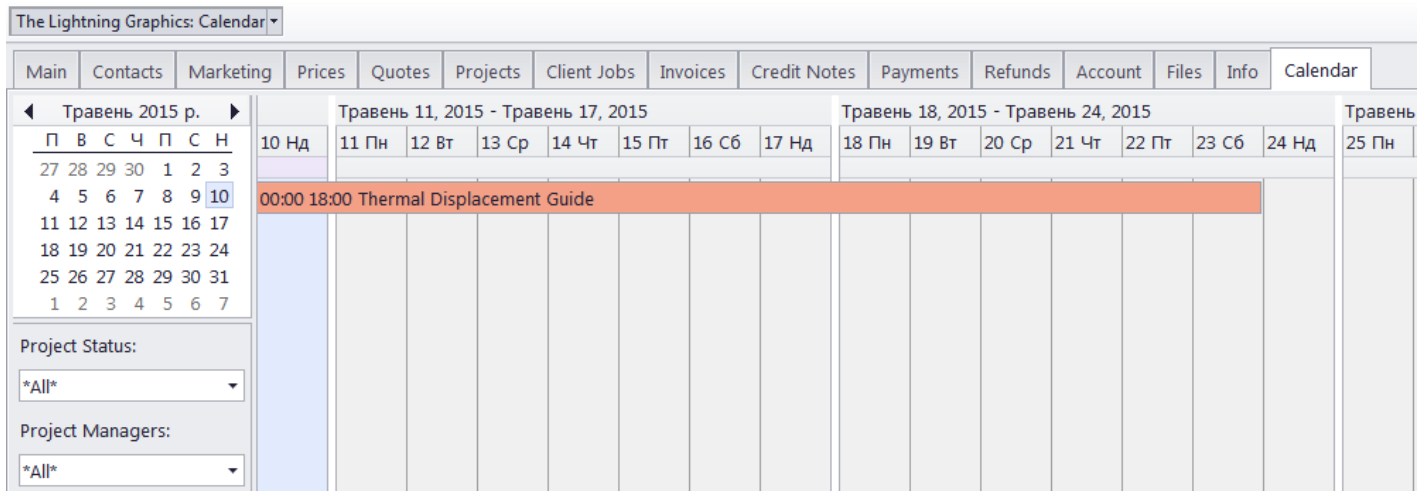 The Lightning Graphics: Calendar
Main Contacts Marketing Prices Quotes Projects Client Jobs Invoices Credit Notes Payments Refunds Account Files Info Calendar
Травень 2015 р.
П В С Ч П С Н
27 28 29 30 1 2 3
4 5 6 7 8 9 10
11 12 13 14 15 16 17
18 19 20 21 22 23 24
25 26 27 28 29 30 31
1 2 3 4 5 6 7
Project Status:
*All*
Project Managers:
*All*
Травень 11, 2015 - Травень 17, 2015 Травень 18, 2015 - Травень 24, 2015 Травень
10 Нд 11 Пн 12 Вт 13 Ср 14 Чт 15 Пт 16 Сб 17 Нд 18 Пн 19 Вт 20 Ср 21 Чт 22 Пт 23 Сб 24 Нд 25 Пн
00:00 18:00 Thermal Displacement Guide